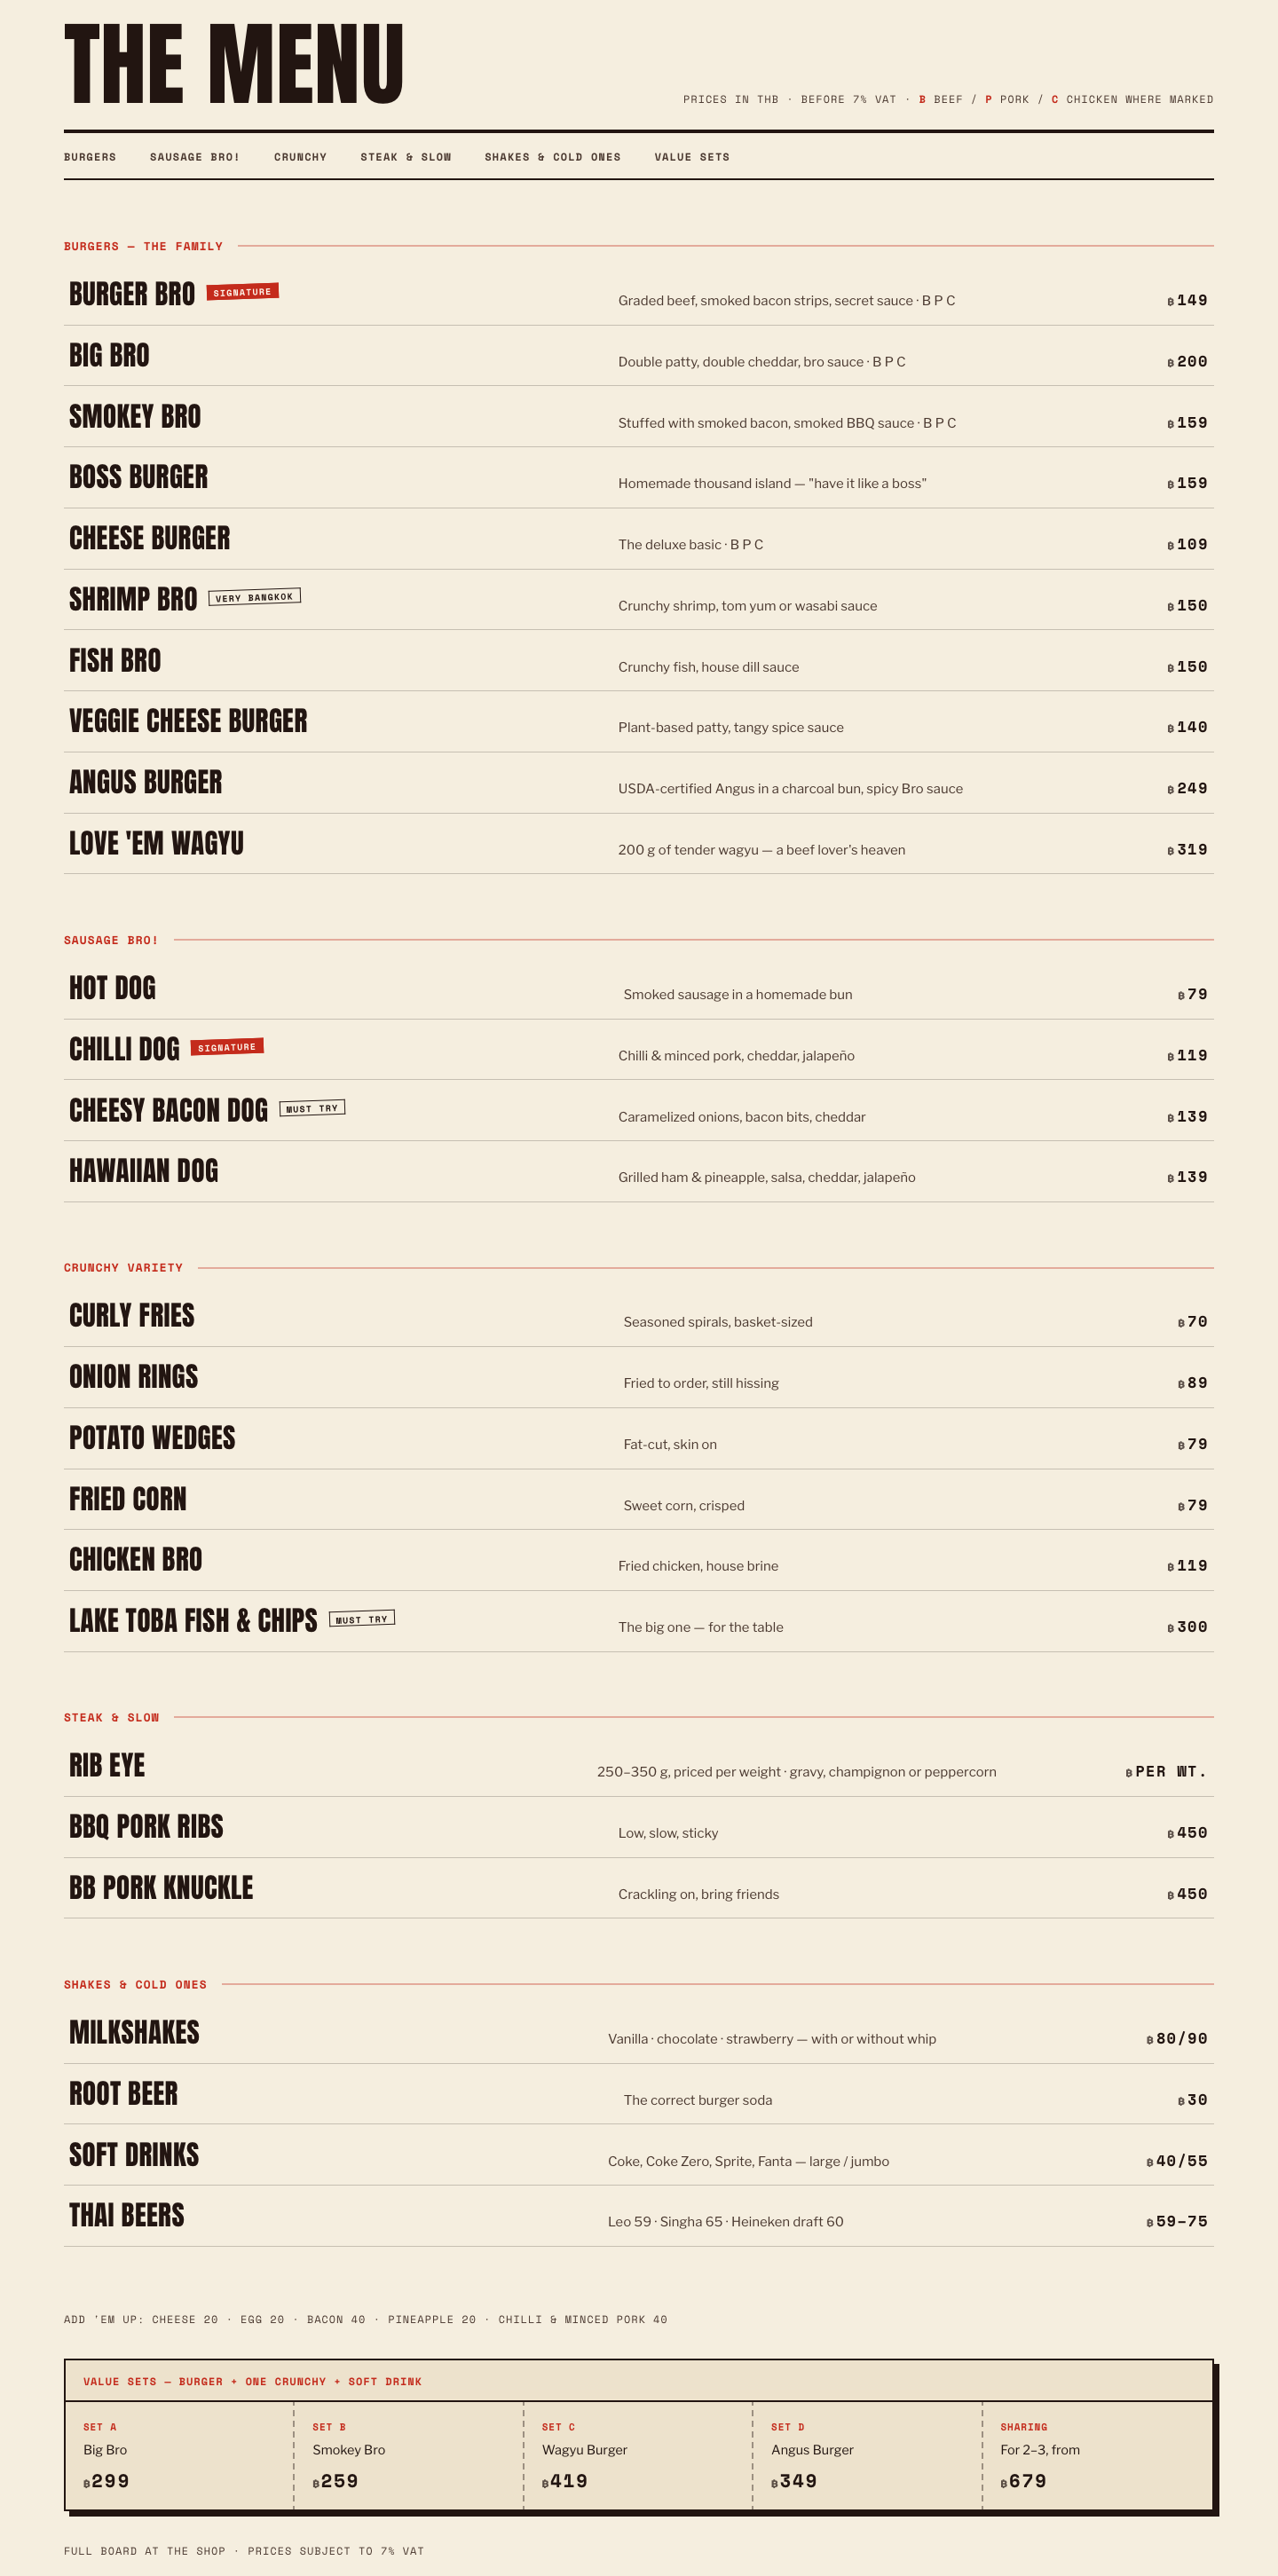 THE MENU
PRICES IN THB · BEFORE 7% VAT · B BEEF / P PORK / C CHICKEN WHERE MARKED
BURGERS SAUSAGE BRO! CRUNCHY STEAK & SLOW SHAKES & COLD ONES VALUE SETS
BURGERS — THE FAMILY
BURGER BRO SIGNATURE Graded beef, smoked bacon strips, secret sauce · B P C ฿149
BIG BRO Double patty, double cheddar, bro sauce · B P C ฿200
SMOKEY BRO Stuffed with smoked bacon, smoked BBQ sauce · B P C ฿159
BOSS BURGER Homemade thousand island — "have it like a boss" ฿159
CHEESE BURGER The deluxe basic · B P C ฿109
SHRIMP BRO VERY BANGKOK Crunchy shrimp, tom yum or wasabi sauce ฿150
FISH BRO Crunchy fish, house dill sauce ฿150
VEGGIE CHEESE BURGER Plant-based patty, tangy spice sauce ฿140
ANGUS BURGER USDA-certified Angus in a charcoal bun, spicy Bro sauce ฿249
LOVE 'EM WAGYU 200 g of tender wagyu — a beef lover's heaven ฿319
SAUSAGE BRO!
HOT DOG Smoked sausage in a homemade bun ฿79
CHILLI DOG SIGNATURE Chilli & minced pork, cheddar, jalapeño ฿119
CHEESY BACON DOG MUST TRY Caramelized onions, bacon bits, cheddar ฿139
HAWAIIAN DOG Grilled ham & pineapple, salsa, cheddar, jalapeño ฿139
CRUNCHY VARIETY
CURLY FRIES Seasoned spirals, basket-sized ฿70
ONION RINGS Fried to order, still hissing ฿89
POTATO WEDGES Fat-cut, skin on ฿79
FRIED CORN Sweet corn, crisped ฿79
CHICKEN BRO Fried chicken, house brine ฿119
LAKE TOBA FISH & CHIPS MUST TRY The big one — for the table ฿300
STEAK & SLOW
RIB EYE 250–350 g, priced per weight · gravy, champignon or peppercorn ฿PER WT.
BBQ PORK RIBS Low, slow, sticky ฿450
BB PORK KNUCKLE Crackling on, bring friends ฿450
SHAKES & COLD ONES
MILKSHAKES Vanilla · chocolate · strawberry — with or without whip ฿80/90
ROOT BEER The correct burger soda ฿30
SOFT DRINKS Coke, Coke Zero, Sprite, Fanta — large / jumbo ฿40/55
THAI BEERS Leo 59 · Singha 65 · Heineken draft 60 ฿59–75
ADD 'EM UP: CHEESE 20 · EGG 20 · BACON 40 · PINEAPPLE 20 · CHILLI & MINCED PORK 40
VALUE SETS — BURGER + ONE CRUNCHY + SOFT DRINK
SET A
Big Bro
฿299
SET B
Smokey Bro
฿259
SET C
Wagyu Burger
฿419
SET D
Angus Burger
฿349
SHARING
For 2–3, from
฿679
FULL BOARD AT THE SHOP · PRICES SUBJECT TO 7% VAT